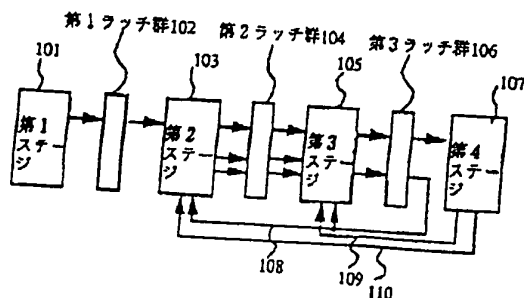 第1ラッチ群102
第2ラッチ群104
第3ラッチ群106
101
103
105
107
第1
ステー
ジ
第2
ステー
ジ
第3
ステー
ジ
第4
ステー
ジ
108
109
110